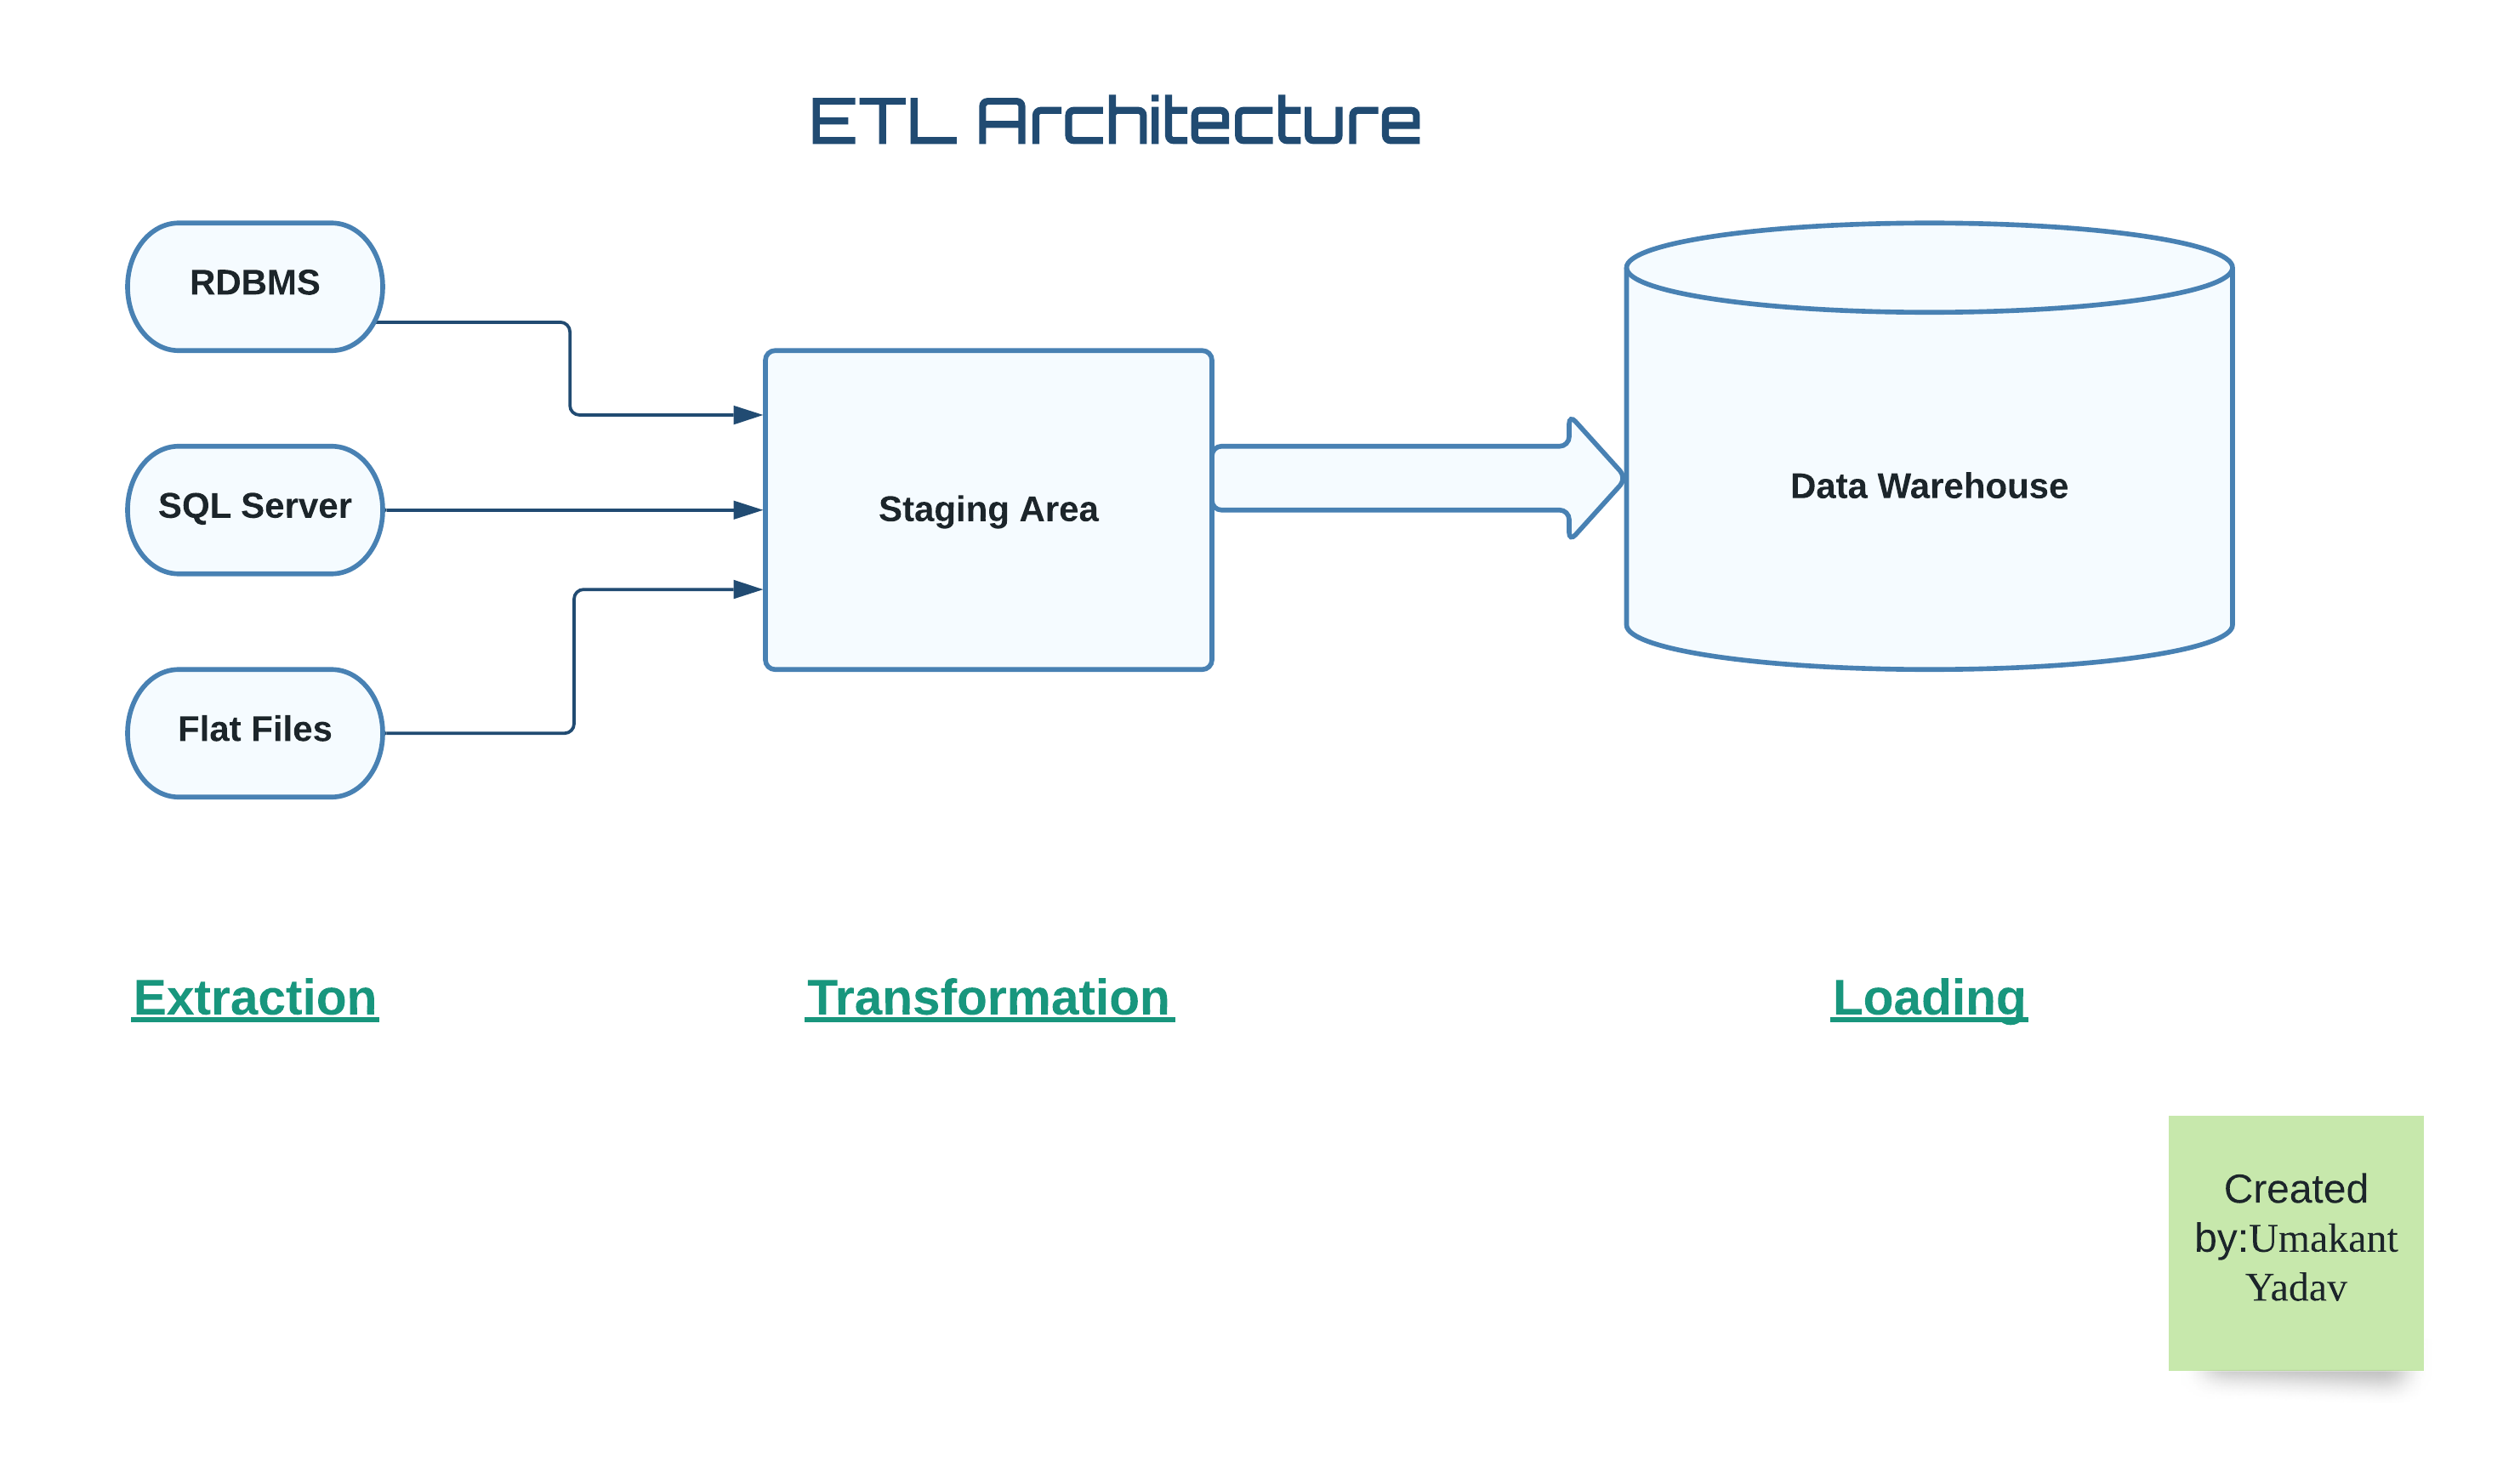 ETL Architecture
RDBMS
SQL Server
Flat Files
Staging Area
Data Warehouse
Extraction
Transformation
Loading
Created
by:Umakant
Yadav